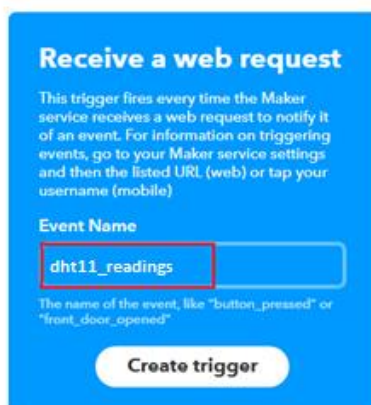 Receive a web request
This trigger fires every time the Maker
service receives a web request to notify it
of an event. For information on triggering
events, go to your Maker service settings
and then the listed URL (web) or tap your
username (mobile)
Event Name
dht11_readings
The name of the event, like "button_pressed" or
"front_door_opened"
Create trigger